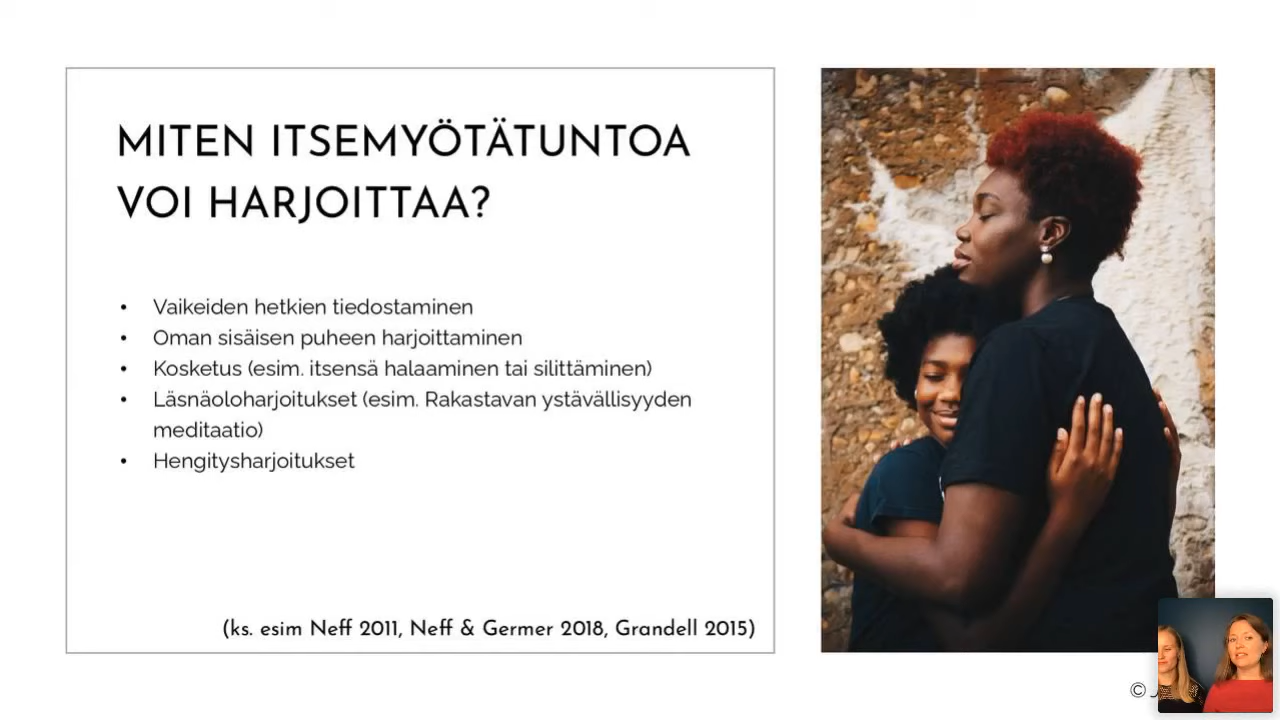 MITEN ITSEMYÖTÄTUNTOA
VOI HARJOITTAA?
• Vaikeiden hetkien tiedostaminen
• Oman sisäisen puheen harjoittaminen
• Kosketus (esim. itsensä halaaminen tai silittäminen)
• Läsnäoloharjoitukset (esim. Rakastavan ystävällisyyden
meditaatio)
• Hengitysharjoitukset
(ks. esim Neff 2011, Neff & Germer 2018, Grandell 2015)
©